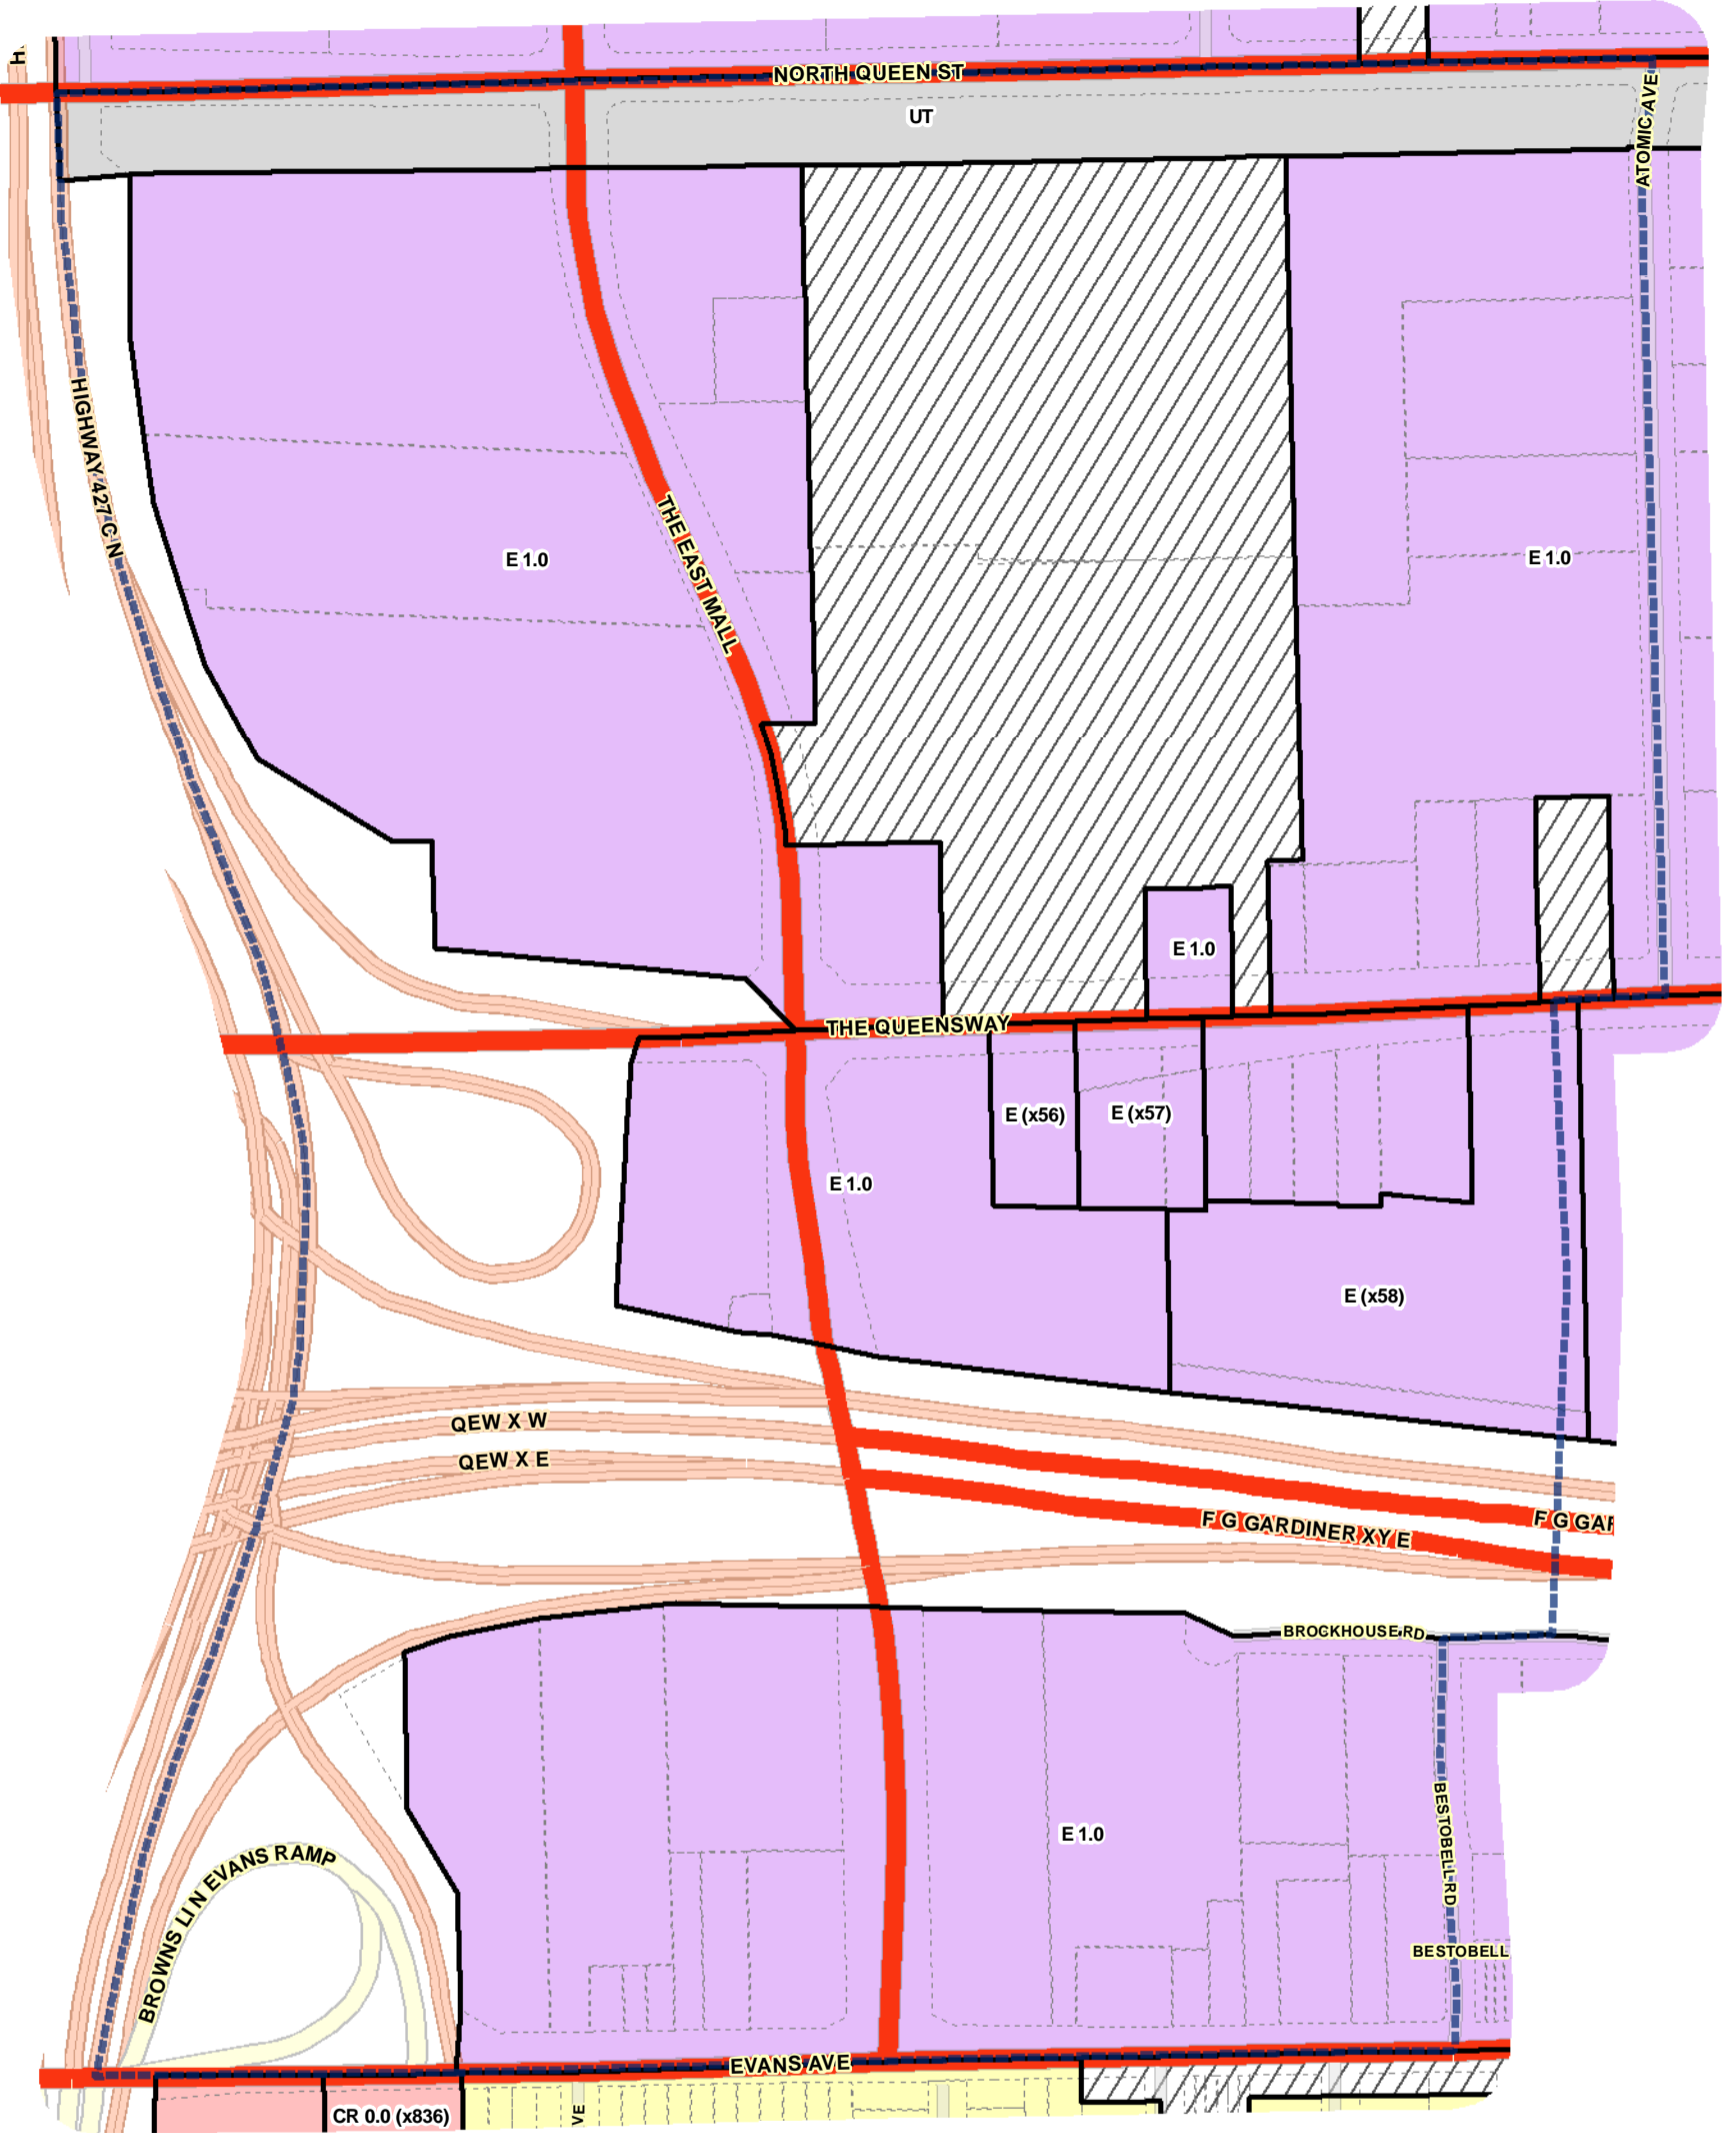 H
NORTH QUEEN ST
UT
ATOMIC AVE
HIGHWAY 427 C N
THE EAST MALL
E 1.0
E 1.0
E 1.0
THE QUEENSWAY
E (x56)
E (x57)
E 1.0
E (x58)
QEW X W
QEW X E
F G GARDINER XY E
F G GAR
BROCKHOUSE RD
BESTOBELL RD
E 1.0
BROWNS LI N EVANS RAMP
BESTOBELL
EVANS AVE
CR 0.0 (x836)
VE